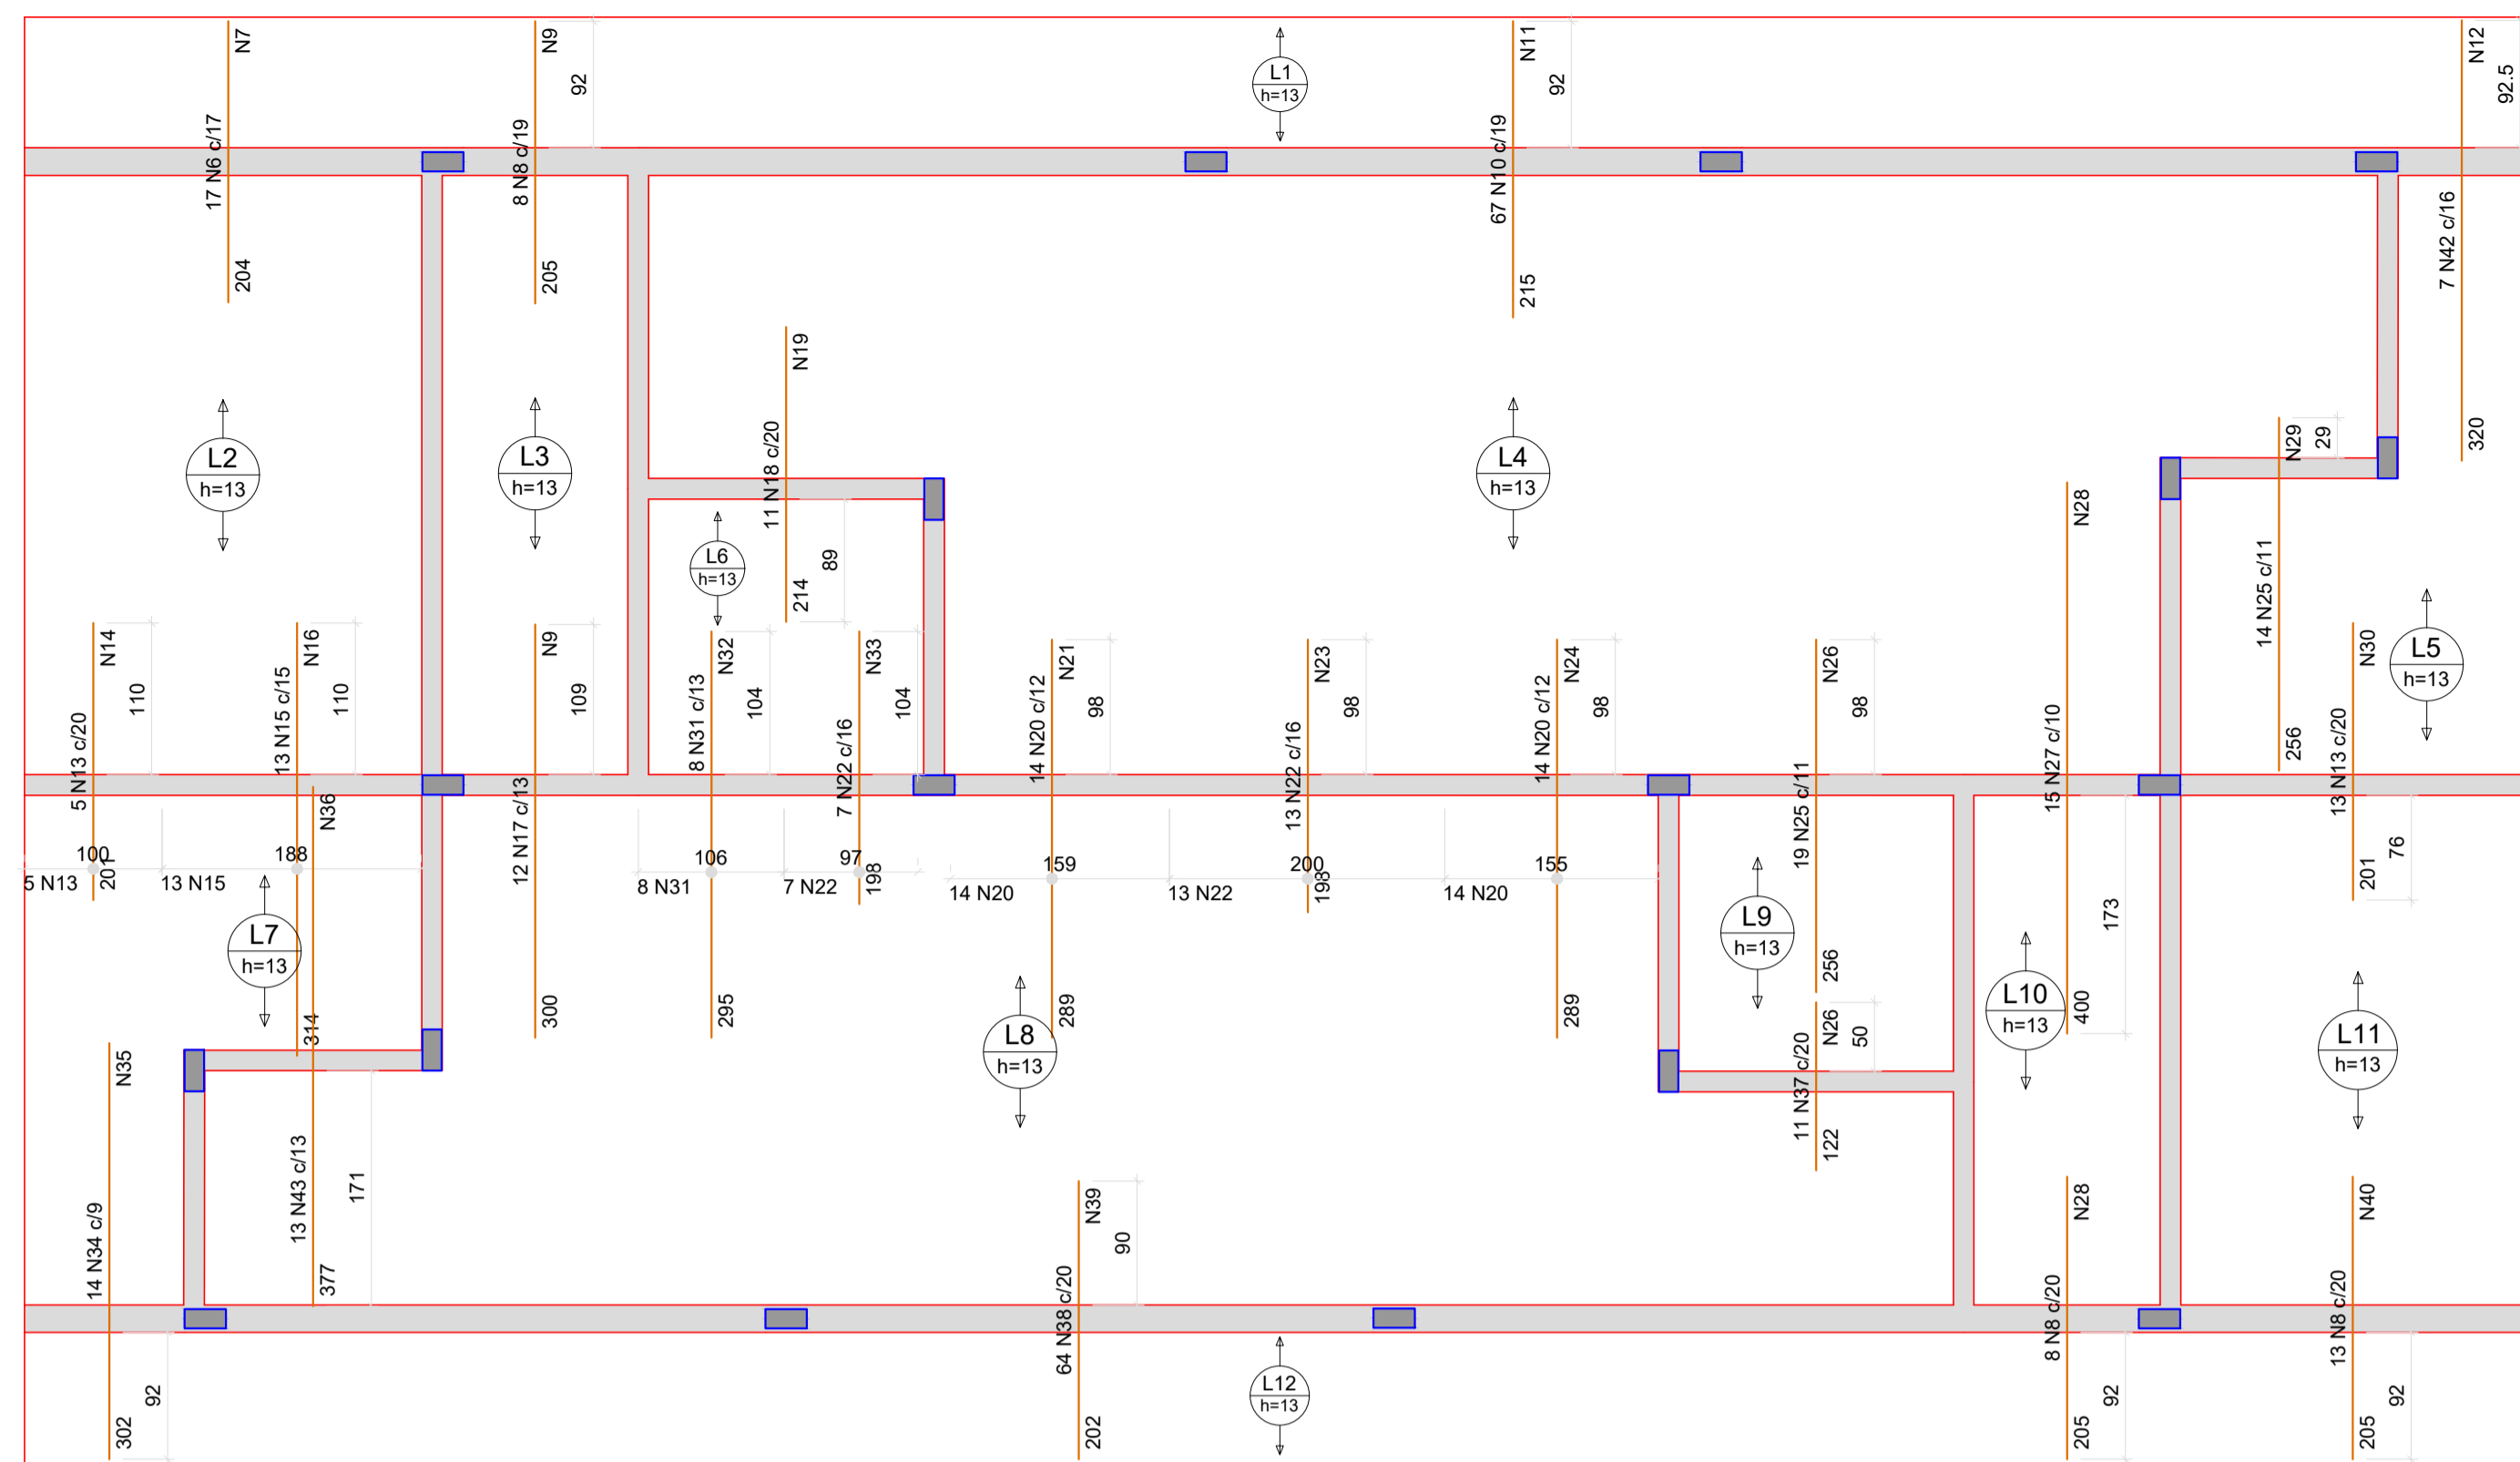 N7
17 N6 c/17
204
N9
92
8 N8 c/19
205
L1
h=13
N11
92
67 N10 c/19
215
N12
92.5
7 N42 c/16
320
L2
h=13
L3
h=13
N19
11 N18 c/20
89
214
L6
h=13
L4
h=13
N28
15 N27 c/10
173
400
N29
29
14 N25 c/11
256
L5
h=13
N14
110
5 N13 c/20
201
N16
110
13 N15 c/15
314
N9
109
12 N17 c/13
300
N32
104
8 N31 c/13
295
N33
104
7 N22 c/16
198
N21
98
14 N20 c/12
289
N23
98
13 N22 c/16
198
N24
98
14 N20 c/12
289
N26
98
19 N25 c/11
256
N30
13 N13 c/20
76
201
100
188
5 N13
13 N15
106
97
8 N31
7 N22
159
200
155
14 N20
13 N22
14 N20
L7
h=13
L8
h=13
L9
h=13
L10
h=13
L11
h=13
N36
13 N43 c/13
171
377
N35
14 N34 c/9
92
302
N26
50
11 N37 c/20
122
N39
90
64 N38 c/20
202
L12
h=13
N28
8 N8 c/20
92
205
N40
13 N8 c/20
92
205